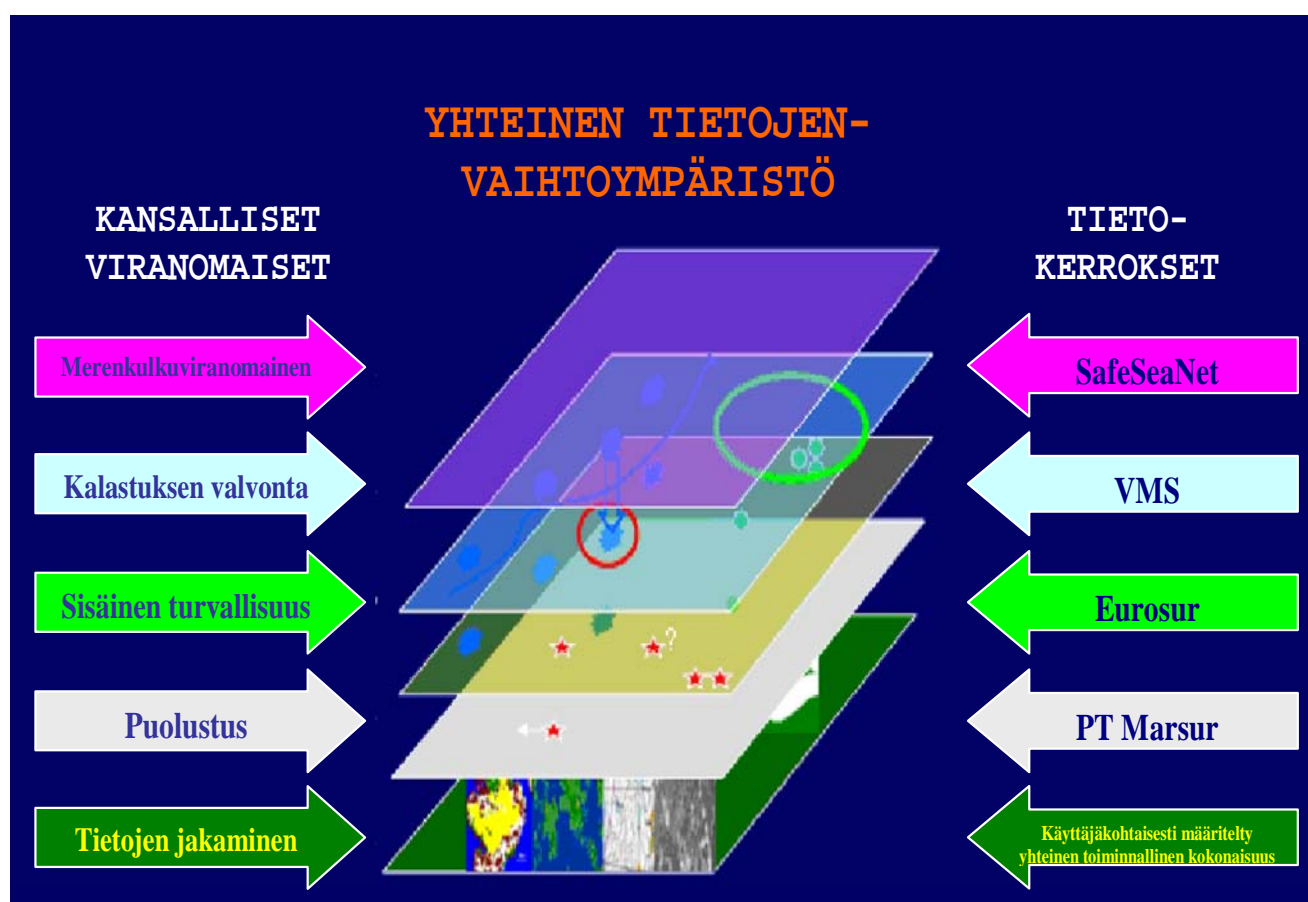 YHTEINEN TIETOJEN-
VAIHTOYMPÄRISTÖ
KANSALLISET
VIRANOMAISET
TIETO-
KERROKSET
Merenkulkuviranomainen
SafeSeaNet
Kalastuksen valvonta
VMS
Sisäinen turvallisuus
Eurosur
?
Puolustus
PT Marsur
Tietojen jakaminen
Käyttäjäkohtaisesti määritelty
yhteinen toiminnallinen kokonaisuus